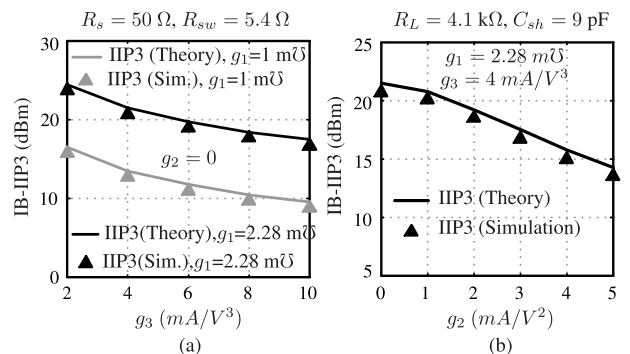 R_s = 50 Ω, R_sw = 5.4 Ω
R_L = 4.1 kΩ, C_sh = 9 pF
30
20
10
0
IB-IIP3 (dBm)
IIP3 (Theory), g_1=1 m℧
IIP3 (Sim.), g_1=1 m℧
g_2 = 0
IIP3(Theory),g_1=2.28 m℧
IIP3(Sim.),g_1=2.28 m℧
2 4 6 8 10
g_3 (mA/V^3)
(a)
25
20
15
10
5
IB-IIP3 (dBm)
g_1 = 2.28 m℧
g_3 = 4 mA/V^3
IIP3 (Theory)
IIP3 (Simulation)
0 1 2 3 4 5
g_2 (mA/V^2)
(b)